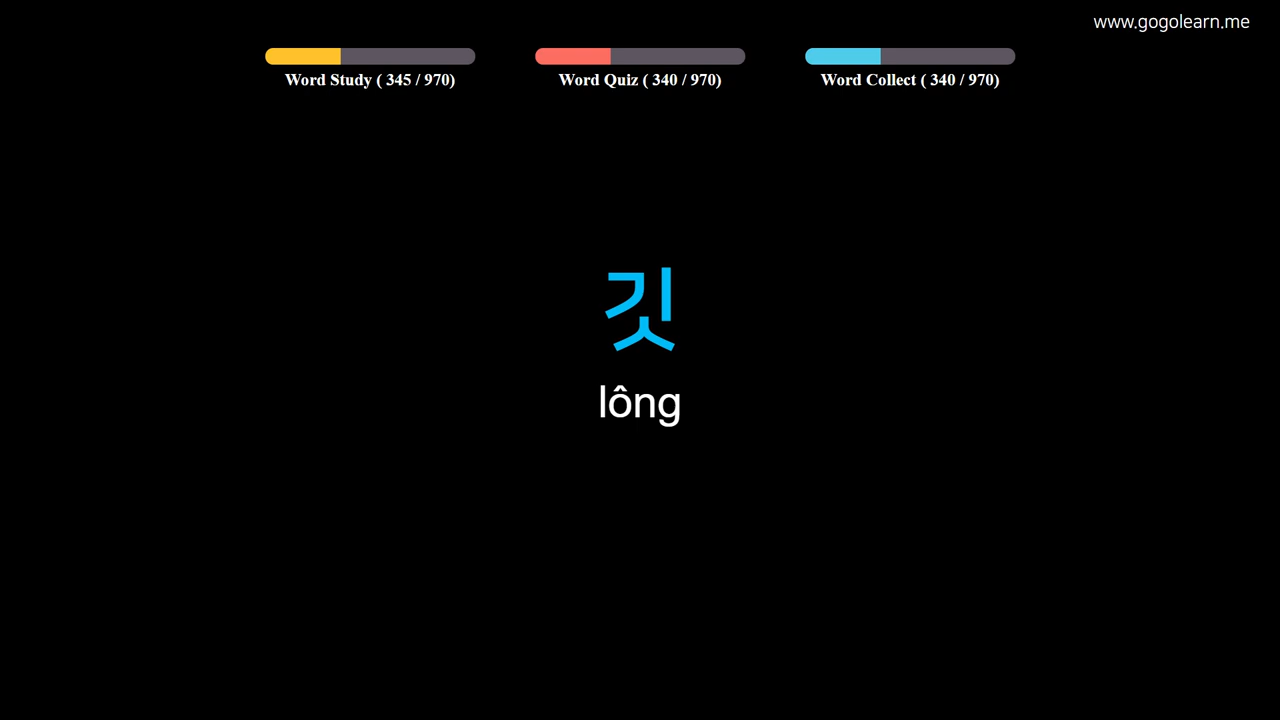 www.gogolearn.me
Word Study ( 345 / 970)
Word Quiz ( 340 / 970)
Word Collect ( 340 / 970)
깃
lông